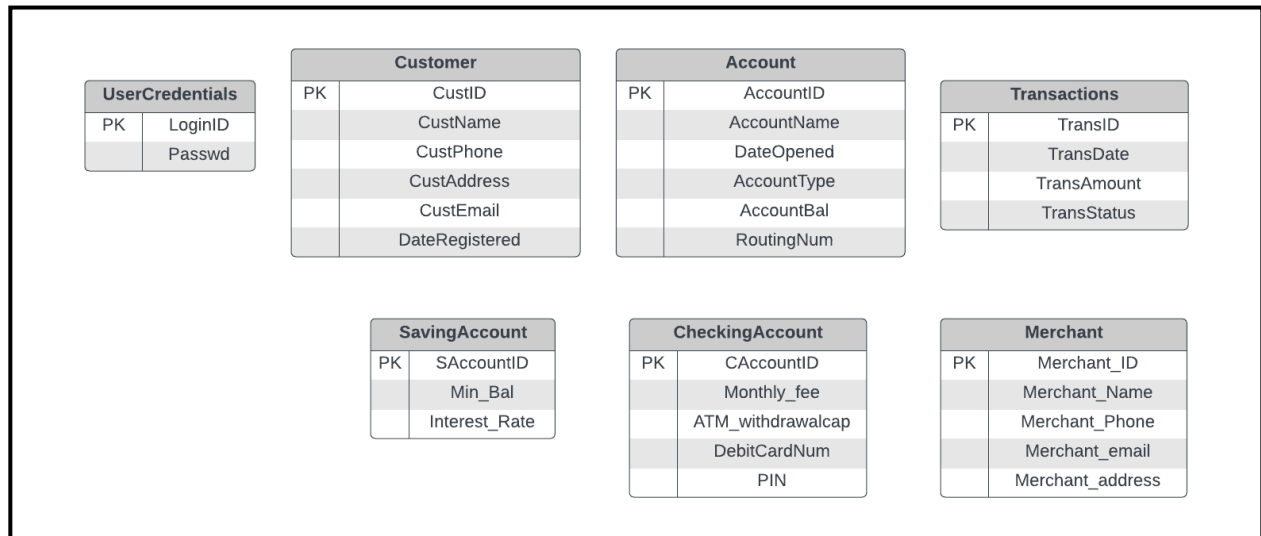 UserCredentials
PK LoginID
Passwd
Customer
PK CustID
CustName
CustPhone
CustAddress
CustEmail
DateRegistered
Account
PK AccountID
AccountName
DateOpened
AccountType
AccountBal
RoutingNum
Transactions
PK TransID
TransDate
TransAmount
TransStatus
SavingAccount
PK SAccountID
Min_Bal
Interest_Rate
CheckingAccount
PK CAccountID
Monthly_fee
ATM_withdrawalcap
DebitCardNum
PIN
Merchant
PK Merchant_ID
Merchant_Name
Merchant_Phone
Merchant_email
Merchant_address